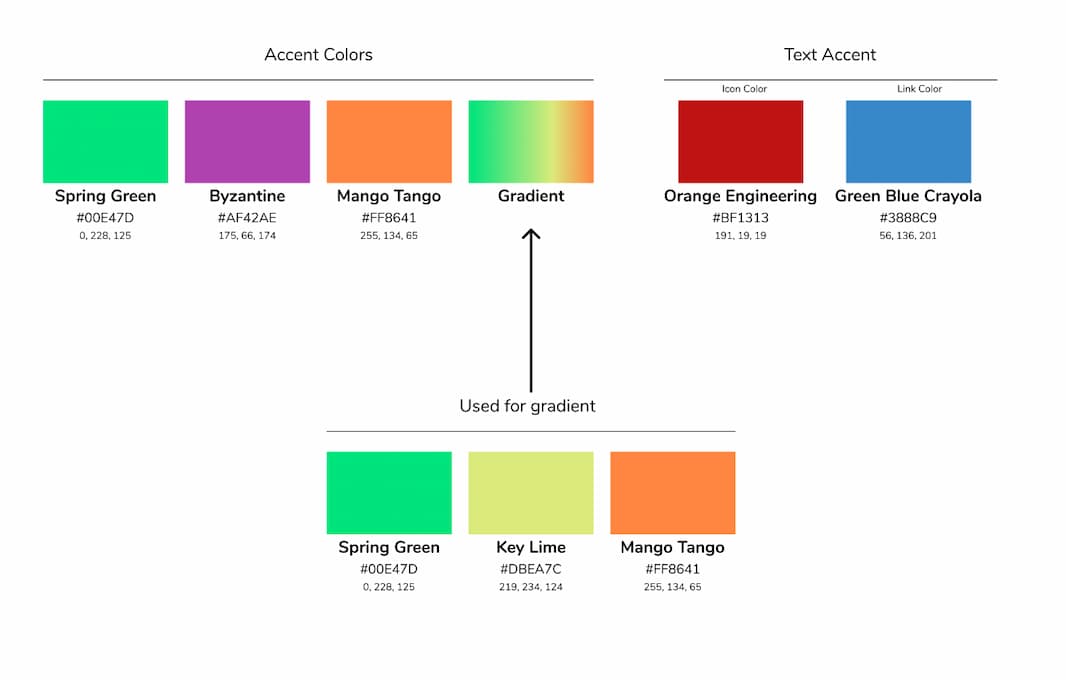 Accent Colors
Text Accent
Icon Color
Link Color
Spring Green
#00E47D
0, 228, 125
Byzantine
#AF42AE
175, 66, 174
Mango Tango
#FF8641
255, 134, 65
Gradient
Orange Engineering
#BF1313
191, 19, 19
Green Blue Crayola
#3888C9
56, 136, 201
Used for gradient
Spring Green
#00E47D
0, 228, 125
Key Lime
#DBEA7C
219, 234, 124
Mango Tango
#FF8641
255, 134, 65